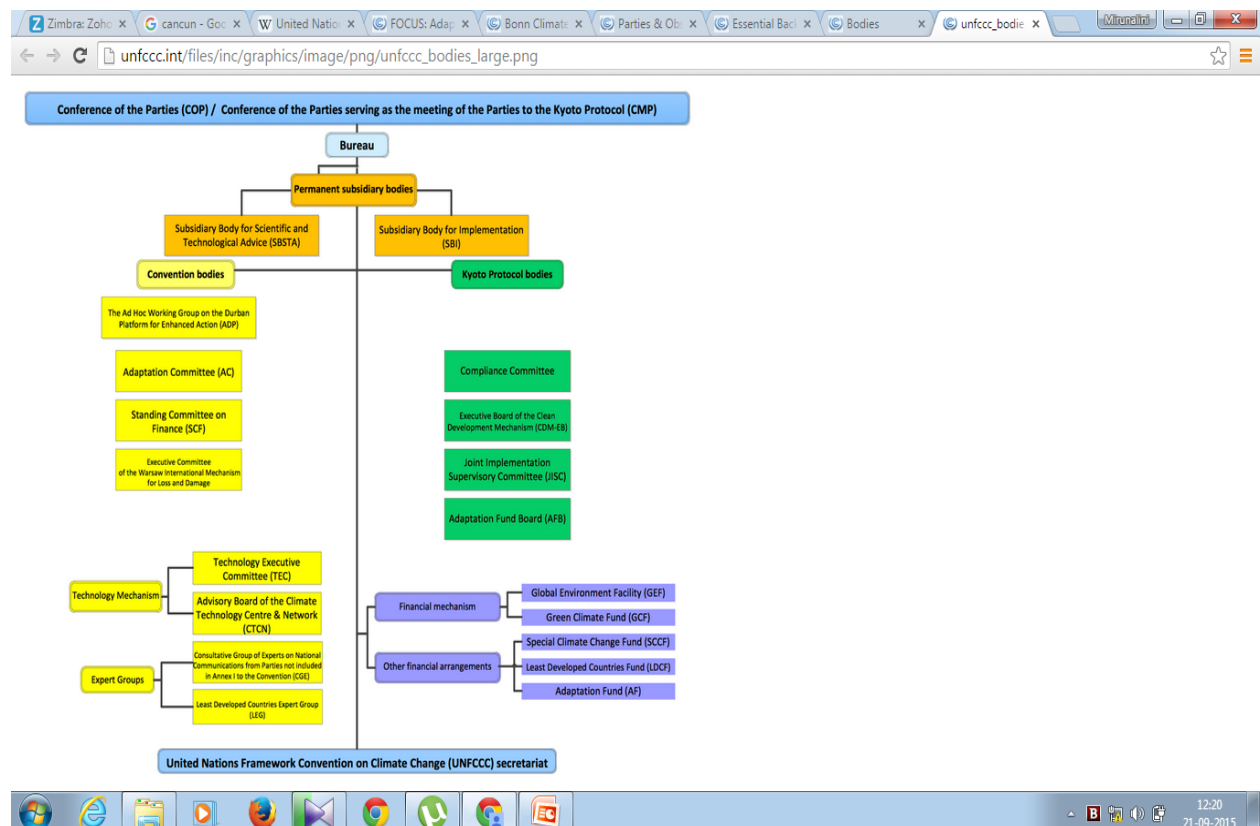 Zimbra: Zoho
cancun - Goo
United Nation
FOCUS: Adap
Bonn Climate
Parties & Obs
Essential Bac
Bodies
unfccc_bodie
Mirunalini
unfccc.int/files/inc/graphics/image/png/unfccc_bodies_large.png
Conference of the Parties (COP) / Conference of the Parties serving as the meeting of the Parties to the Kyoto Protocol (CMP)
Bureau
Permanent subsidiary bodies
Subsidiary Body for Scientific and
Technological Advice (SBSTA)
Subsidiary Body for Implementation
(SBI)
Convention bodies
Kyoto Protocol bodies
The Ad Hoc Working Group on the Durban
Platform for Enhanced Action (ADP)
Adaptation Committee (AC)
Compliance Committee
Standing Committee on
Finance (SCF)
Executive Board of the Clean
Development Mechanism (CDM-EB)
Executive Committee
of the Warsaw International Mechanism
for Loss and Damage
Joint Implementation
Supervisory Committee (JISC)
Adaptation Fund Board (AFB)
Technology Mechanism
Technology Executive
Committee (TEC)
Advisory Board of the Climate
Technology Centre & Network
(CTCN)
Financial mechanism
Global Environment Facility (GEF)
Green Climate Fund (GCF)
Other financial arrangements
Special Climate Change Fund (SCCF)
Least Developed Countries Fund (LDCF)
Adaptation Fund (AF)
Expert Groups
Consultative Group of Experts on National
Communications from Parties not included
in Annex I to the Convention (CGE)
Least Developed Countries Expert Group
(LEG)
United Nations Framework Convention on Climate Change (UNFCCC) secretariat
12:20
21-09-2015